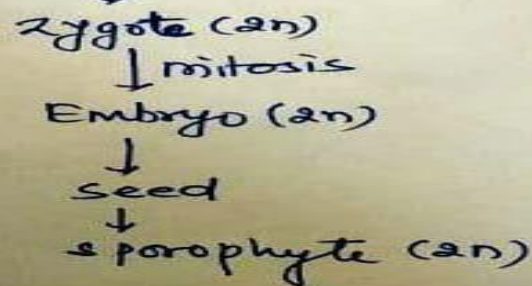 Zygote (2n)
↓ mitosis
Embryo (2n)
↓
seed
↓
sporophyte (2n)